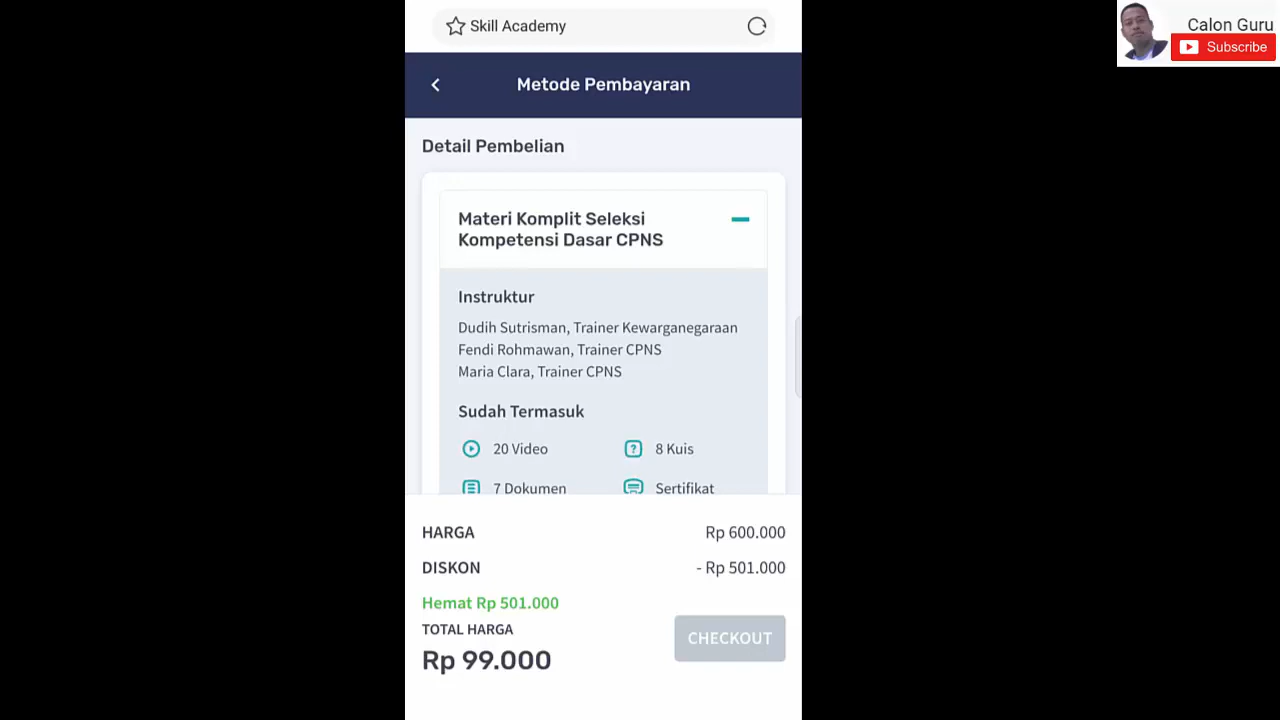 Skill Academy
Calon Guru
Subscribe
Metode Pembayaran
Detail Pembelian
Materi Komplit Seleksi
Kompetensi Dasar CPNS
Instruktur
Dudih Sutrisman, Trainer Kewarganegaraan
Fendi Rohmawan, Trainer CPNS
Maria Clara, Trainer CPNS
Sudah Termasuk
20 Video 8 Kuis
7 Dokumen Sertifikat
HARGA Rp 600.000
DISKON - Rp 501.000
Hemat Rp 501.000
TOTAL HARGA
Rp 99.000
CHECKOUT